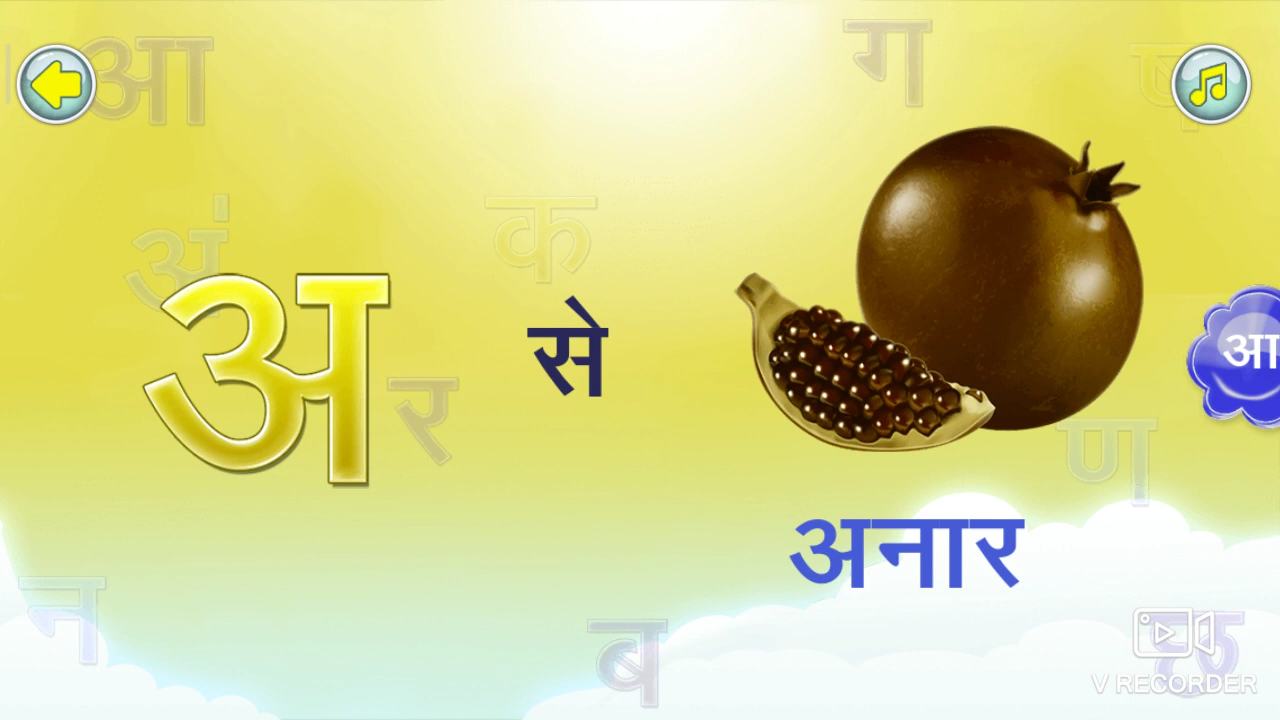 आ
ग
ष
अं
क
अ से
र
आ
ण
अनार
न
ब
छ
V RECORDER